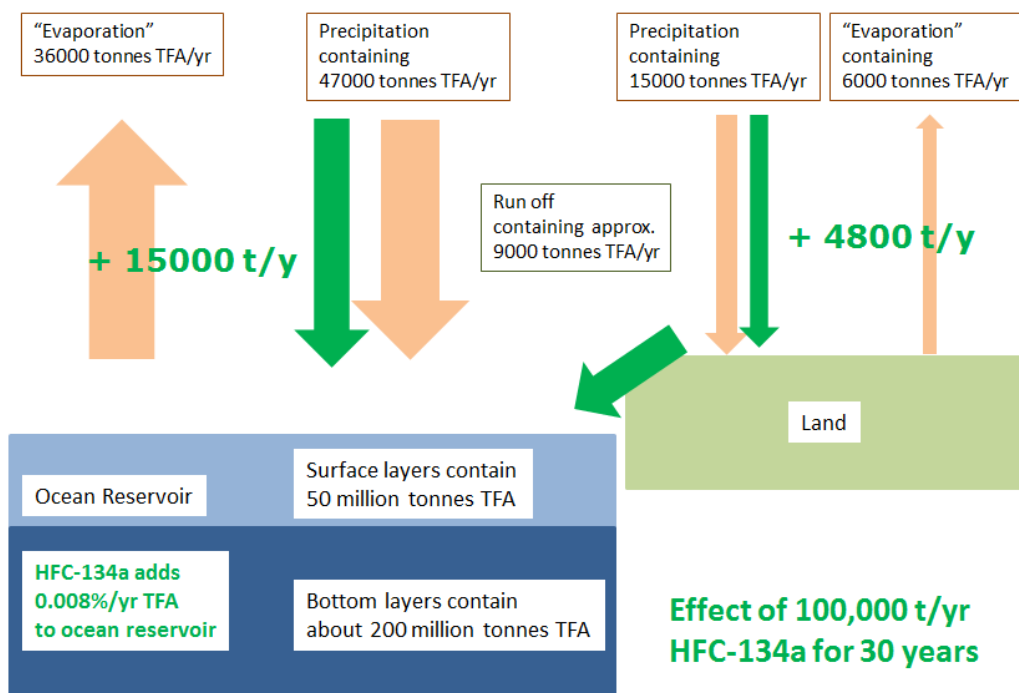 “Evaporation”
36000 tonnes TFA/yr
Precipitation
containing
47000 tonnes TFA/yr
Precipitation
containing
15000 tonnes TFA/yr
“Evaporation”
containing
6000 tonnes TFA/yr
Run off
containing approx.
9000 tonnes TFA/yr
+ 15000 t/y
+ 4800 t/y
Land
Ocean Reservoir
Surface layers contain
50 million tonnes TFA
HFC-134a adds
0.008%/yr TFA
to ocean reservoir
Bottom layers contain
about 200 million tonnes TFA
Effect of 100,000 t/yr
HFC-134a for 30 years